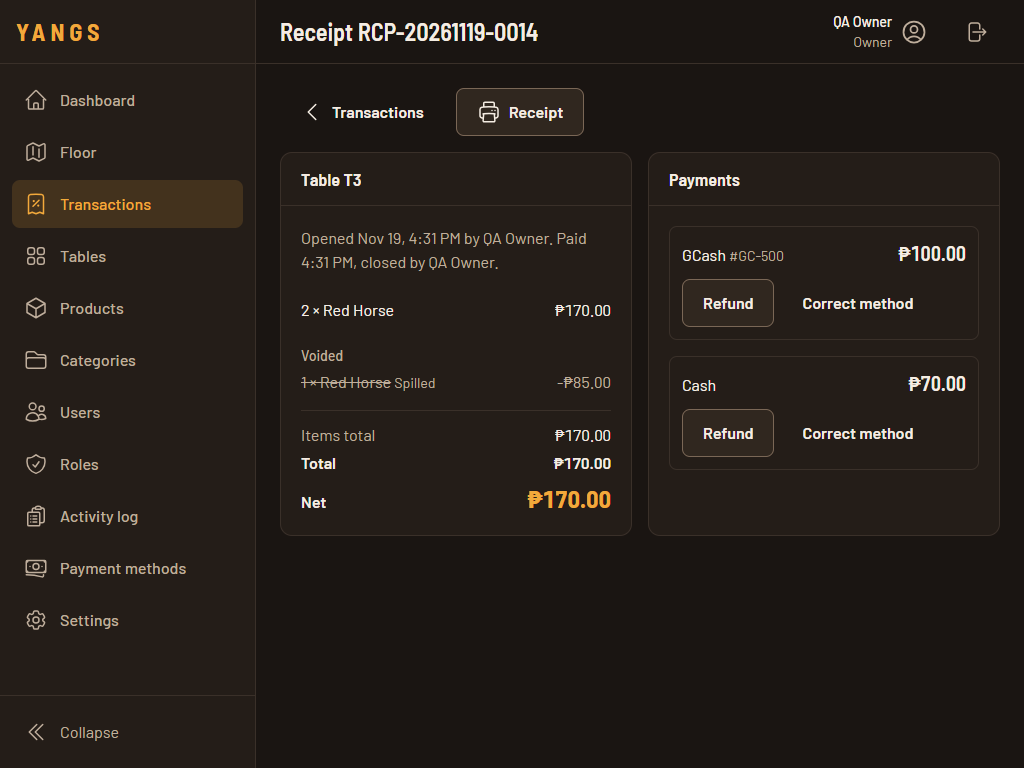 YANGS
Receipt RCP-20261119-0014
QA Owner
Owner
Dashboard
Floor
Transactions
Tables
Products
Categories
Users
Roles
Activity log
Payment methods
Settings
Collapse
Transactions
Receipt
Table T3
Opened Nov 19, 4:31 PM by QA Owner. Paid
4:31 PM, closed by QA Owner.
2 × Red Horse ₱170.00
Voided
1 × Red Horse Spilled -₱85.00
Items total ₱170.00
Total ₱170.00
Net ₱170.00
Payments
GCash #GC-500 ₱100.00
Refund Correct method
Cash ₱70.00
Refund Correct method